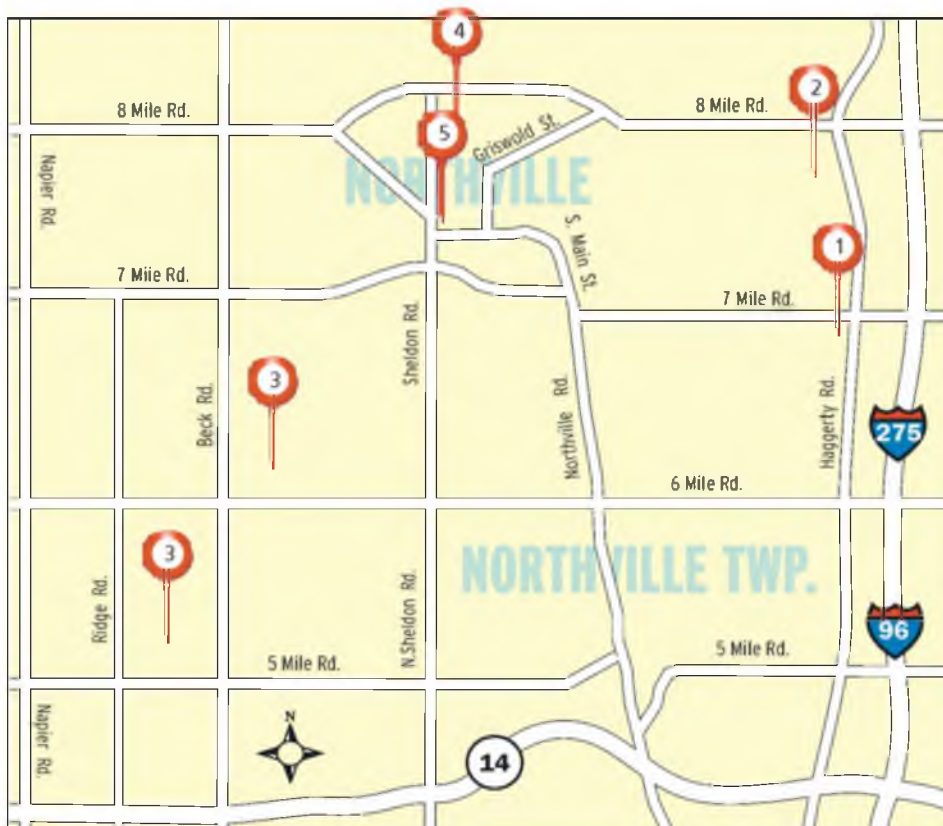 4
2
8 Mile Rd.
8 Mile Rd.
5
Griswold St.
NORTHVILLE
Napier Rd.
S. Main St.
1
7 Mile Rd.
7 Mile Rd.
Sheldon Rd.
3
Beck Rd.
Northville Rd.
Haggerty Rd.
275
6 Mile Rd.
3
NORTHVILLE TWP.
Ridge Rd.
N.Sheldon Rd.
96
5 Mile Rd.
5 Mile Rd.
Napier Rd.
N
14